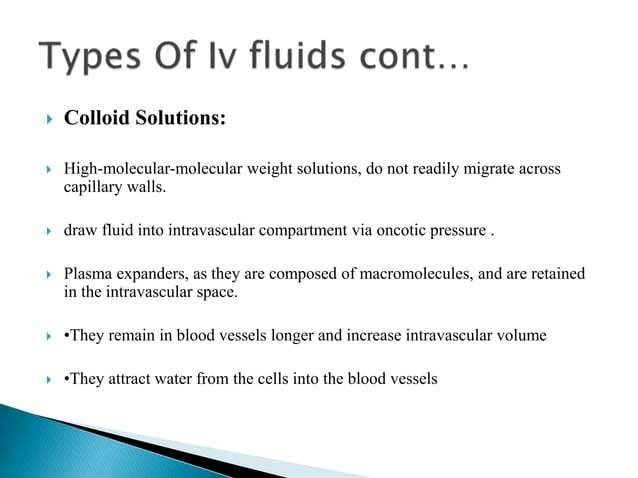 Types Of Iv fluids cont…
Colloid Solutions:
High-molecular-molecular weight solutions, do not readily migrate across
capillary walls.
draw fluid into intravascular compartment via oncotic pressure .
Plasma expanders, as they are composed of macromolecules, and are retained
in the intravascular space.
•They remain in blood vessels longer and increase intravascular volume
•They attract water from the cells into the blood vessels